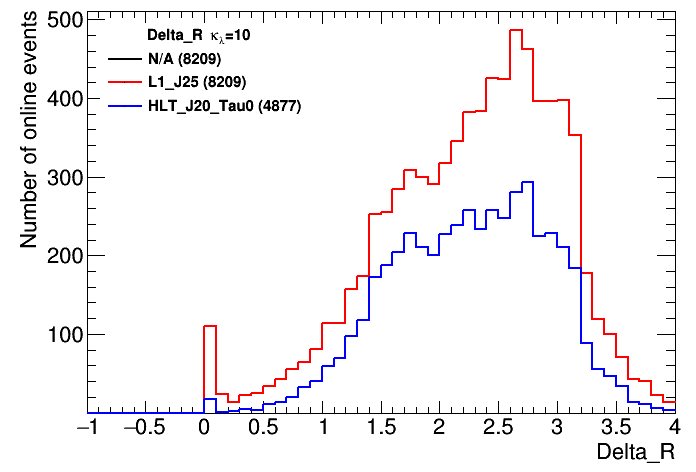 Number of online events
500
400
300
200
100
Delta_R κλ=10
N/A (8209)
L1_J25 (8209)
HLT_J20_Tau0 (4877)
−1 −0.5 0 0.5 1 1.5 2 2.5 3 3.5 4
Delta_R